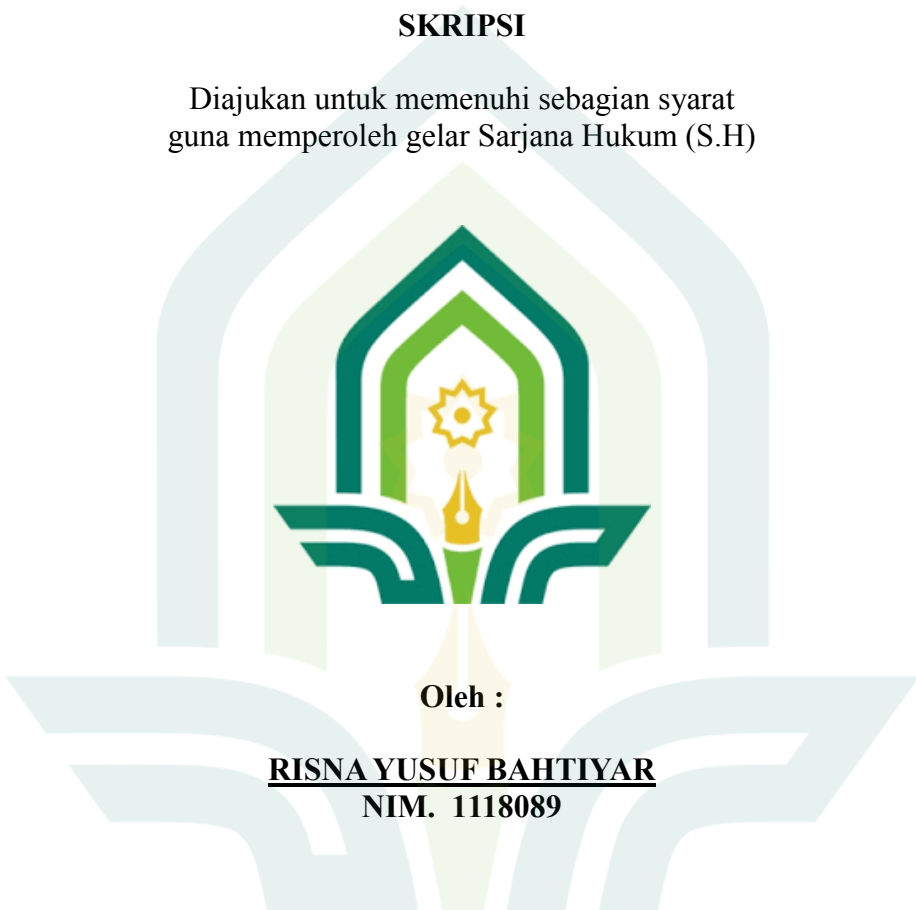 SKRIPSI
Diajukan untuk memenuhi sebagian syarat
guna memperoleh gelar Sarjana Hukum (S.H)
Oleh :
RISNA YUSUF BAHTIYAR
NIM. 1118089